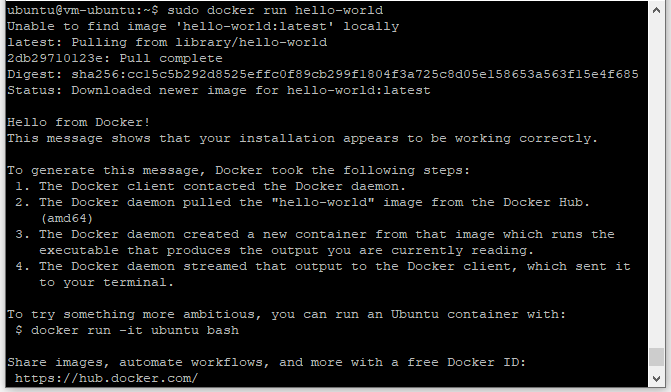 ubuntu@vm-ubuntu:~$ sudo docker run hello-world
Unable to find image 'hello-world:latest' locally
latest: Pulling from library/hello-world
2db29710123e: Pull complete
Digest: sha256:cc15c5b292d8525effc0f89cb299f1804f3a725c8d05e158653a563f15e4f685
Status: Downloaded newer image for hello-world:latest

Hello from Docker!
This message shows that your installation appears to be working correctly.

To generate this message, Docker took the following steps:
 1. The Docker client contacted the Docker daemon.
 2. The Docker daemon pulled the "hello-world" image from the Docker Hub.
    (amd64)
 3. The Docker daemon created a new container from that image which runs the
    executable that produces the output you are currently reading.
 4. The Docker daemon streamed that output to the Docker client, which sent it
    to your terminal.

To try something more ambitious, you can run an Ubuntu container with:
 $ docker run -it ubuntu bash

Share images, automate workflows, and more with a free Docker ID:
 https://hub.docker.com/